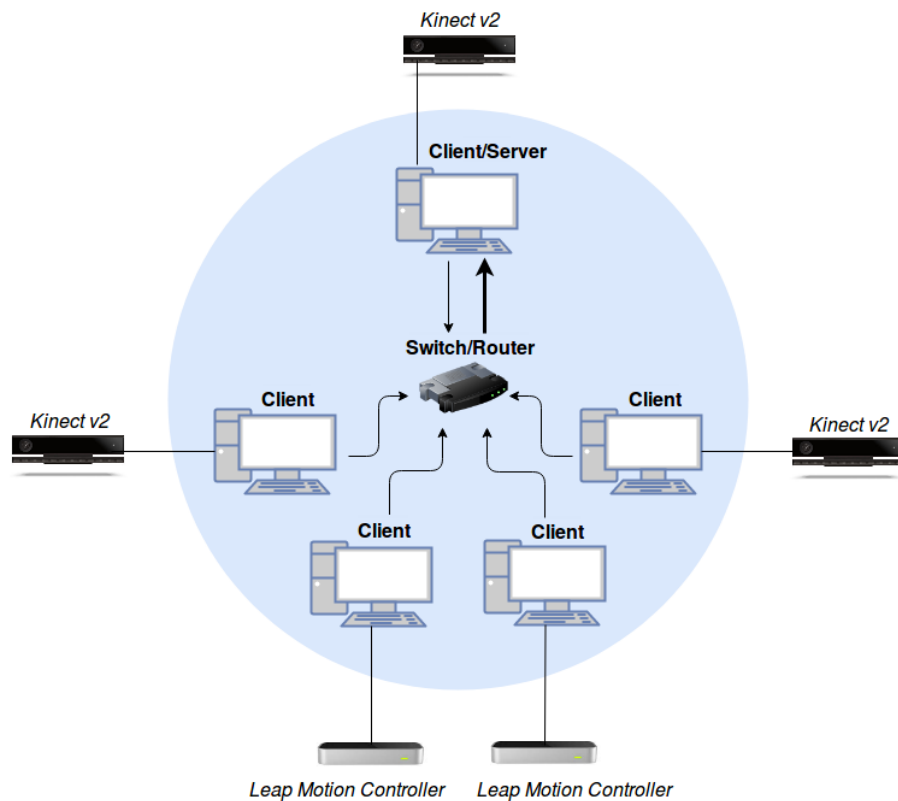 Kinect v2
Client/Server
Switch/Router
Client
Client
Kinect v2
Kinect v2
Client
Client
Leap Motion Controller
Leap Motion Controller